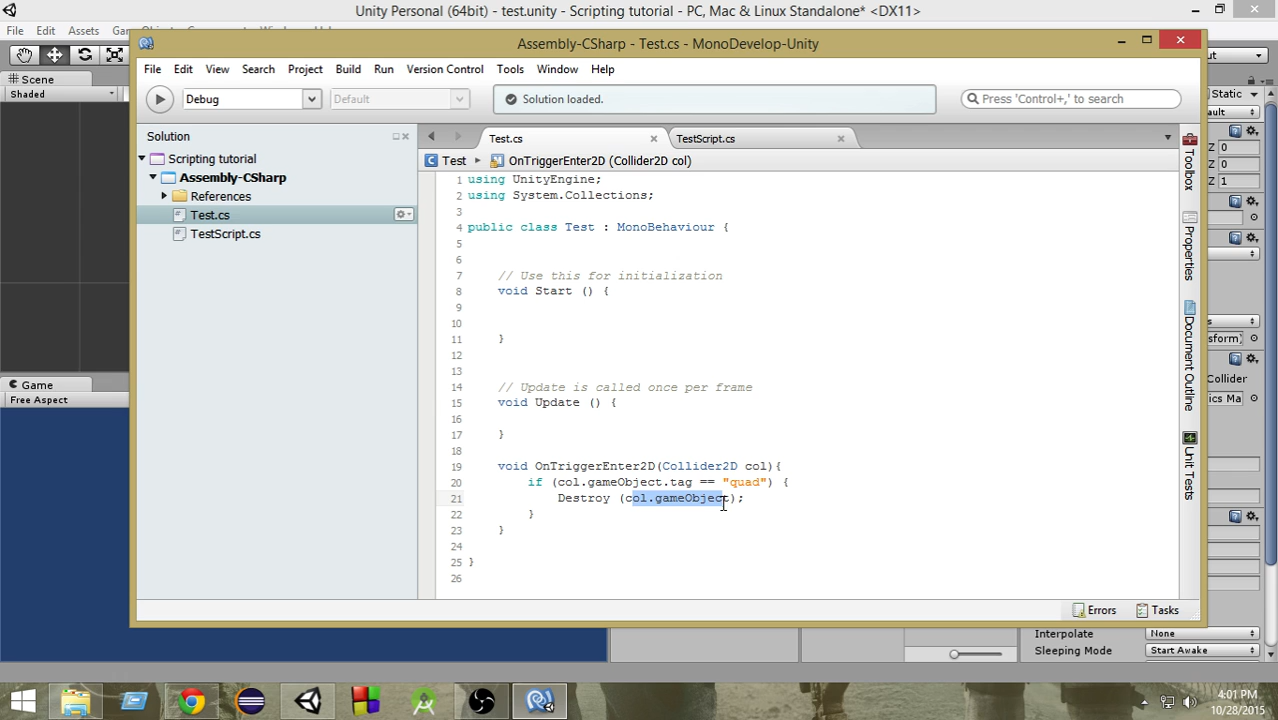 Unity Personal (64bit) - test.unity - Scripting tutorial - PC, Mac & Linux Standalone* <DX11>
File Edit Assets
Assembly-CSharp - Test.cs - MonoDevelop-Unity
Scene
Shaded
File Edit View Search Project Build Run Version Control Tools Window Help
Static
Debug
Default
Solution loaded.
Press 'Control+,' to search
Solution
Test.cs
TestScript.cs
Test
OnTriggerEnter2D (Collider2D col)
Scripting tutorial
Assembly-CSharp
References
Test.cs
TestScript.cs
1 using UnityEngine;
2 using System.Collections;
3
4 public class Test : MonoBehaviour {
5
6
7 // Use this for initialization
8 void Start () {
9
10
11 }
12
13
14 // Update is called once per frame
15 void Update () {
16
17 }
18
19 void OnTriggerEnter2D(Collider2D col){
20 if (col.gameObject.tag == "quad") {
21 Destroy (col.gameObject);
22 }
23 }
24
25 }
26
Toolbox
Properties
Document Outline
Unit Tests
Z 0
Z 0
Z 1
Collider
Game
Free Aspect
Errors
Tasks
Interpolate None
Sleeping Mode Start Awake
4:01 PM
10/28/2015